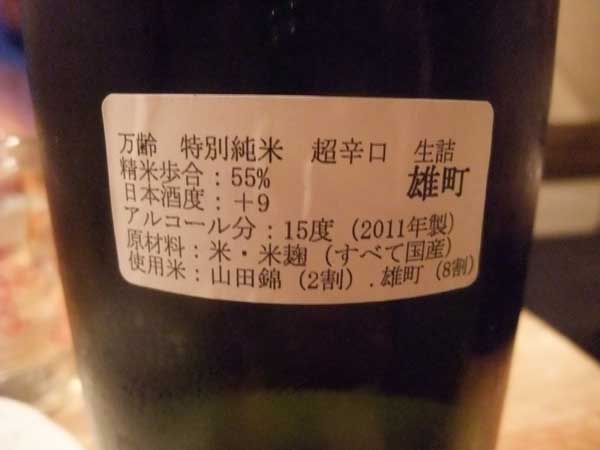 万齢 特別純米 超辛口 生詰
精米歩合:55% 雄町
日本酒度:+9
アルコール分:15度(2011年製)
原材料:米・米麹(すべて国産)
使用米:山田錦(2割).雄町(8割)